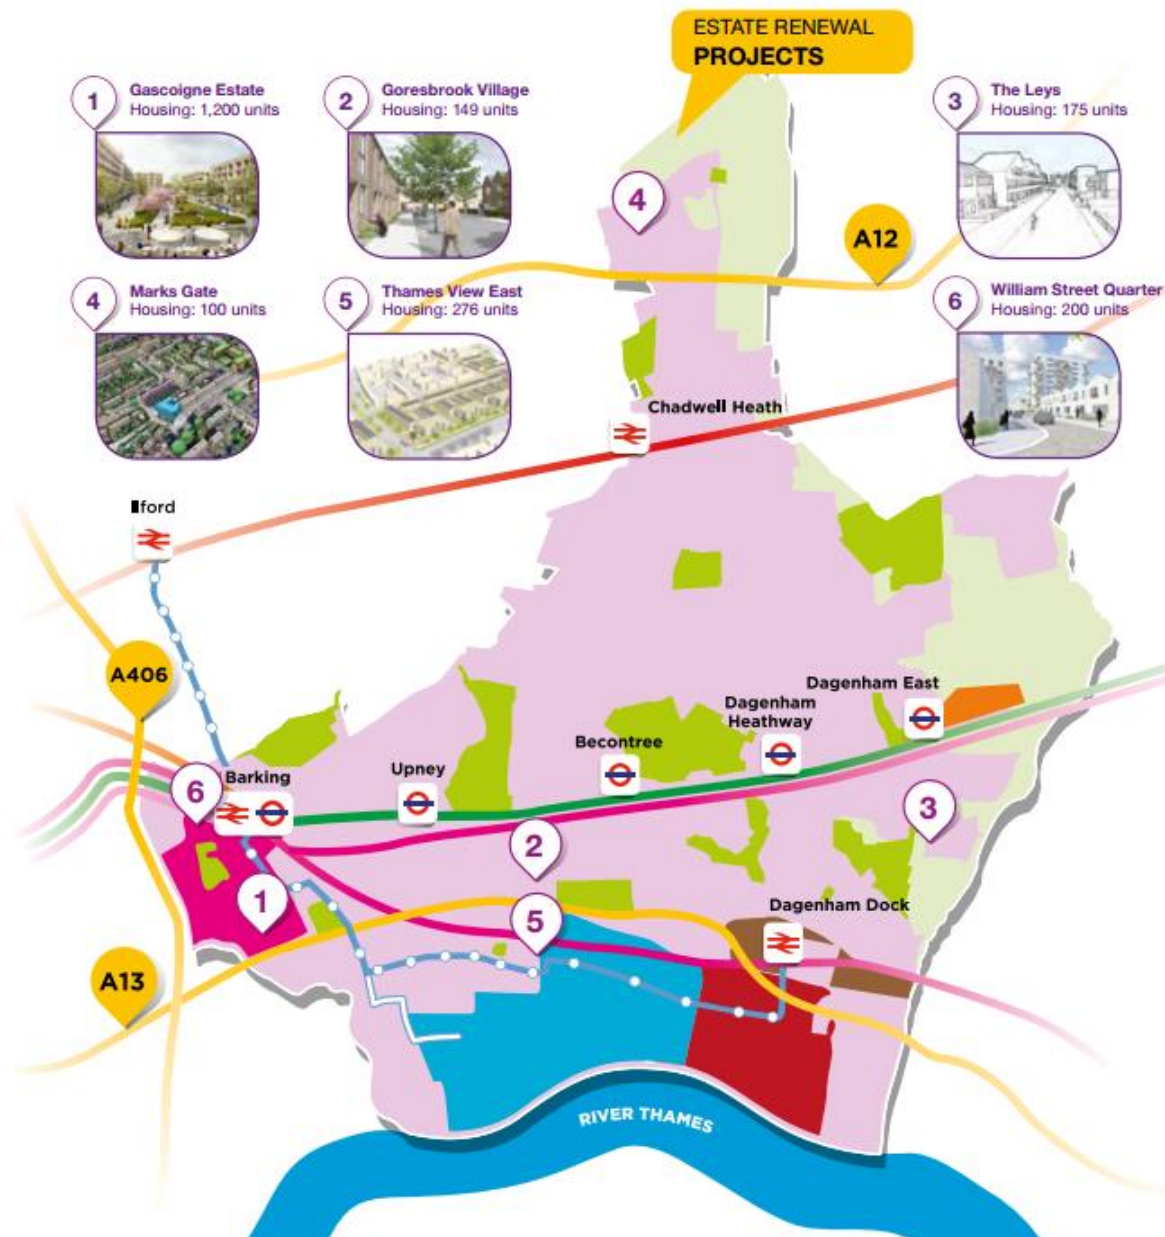 ESTATE RENEWAL
PROJECTS
1
Gascoigne Estate
Housing: 1,200 units
2
Goresbrook Village
Housing: 149 units
3
The Leys
Housing: 175 units
4
Marks Gate
Housing: 100 units
5
Thames View East
Housing: 276 units
6
William Street Quarter
Housing: 200 units
4
A12
Chadwell Heath
Ilford
A406
Dagenham East
Dagenham
Heathway
Becontree
Upney
Barking
6
3
2
1
5
Dagenham Dock
A13
RIVER THAMES